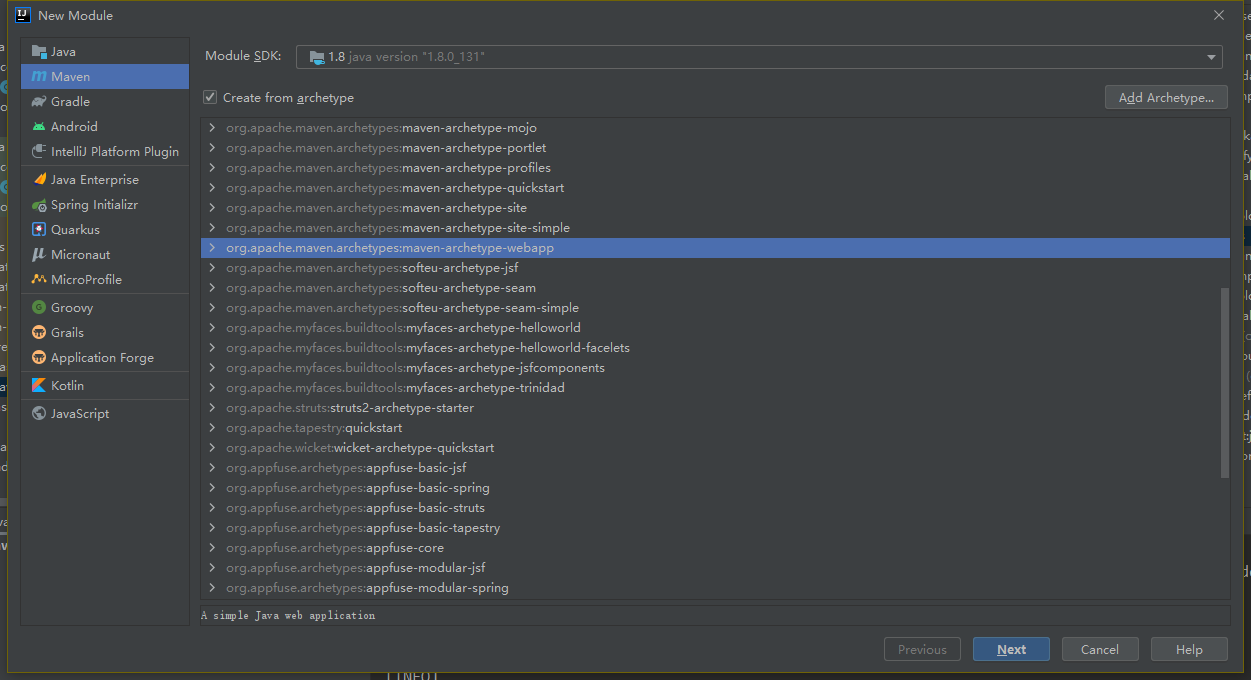 New Module
Java
Maven
Gradle
Android
IntelliJ Platform Plugin
Java Enterprise
Spring Initializr
Quarkus
Micronaut
MicroProfile
Groovy
Grails
Application Forge
Kotlin
JavaScript
Module SDK: 1.8 java version "1.8.0_131"
Create from archetype Add Archetype...
org.apache.maven.archetypes:maven-archetype-mojo
org.apache.maven.archetypes:maven-archetype-portlet
org.apache.maven.archetypes:maven-archetype-profiles
org.apache.maven.archetypes:maven-archetype-quickstart
org.apache.maven.archetypes:maven-archetype-site
org.apache.maven.archetypes:maven-archetype-site-simple
org.apache.maven.archetypes:maven-archetype-webapp
org.apache.maven.archetypes:softeu-archetype-jsf
org.apache.maven.archetypes:softeu-archetype-seam
org.apache.maven.archetypes:softeu-archetype-seam-simple
org.apache.myfaces.buildtools:myfaces-archetype-helloworld
org.apache.myfaces.buildtools:myfaces-archetype-helloworld-facelets
org.apache.myfaces.buildtools:myfaces-archetype-jsfcomponents
org.apache.myfaces.buildtools:myfaces-archetype-trinidad
org.apache.struts:struts2-archetype-starter
org.apache.tapestry:quickstart
org.apache.wicket:wicket-archetype-quickstart
org.appfuse.archetypes:appfuse-basic-jsf
org.appfuse.archetypes:appfuse-basic-spring
org.appfuse.archetypes:appfuse-basic-struts
org.appfuse.archetypes:appfuse-basic-tapestry
org.appfuse.archetypes:appfuse-core
org.appfuse.archetypes:appfuse-modular-jsf
org.appfuse.archetypes:appfuse-modular-spring
A simple Java web application
Previous Next Cancel Help